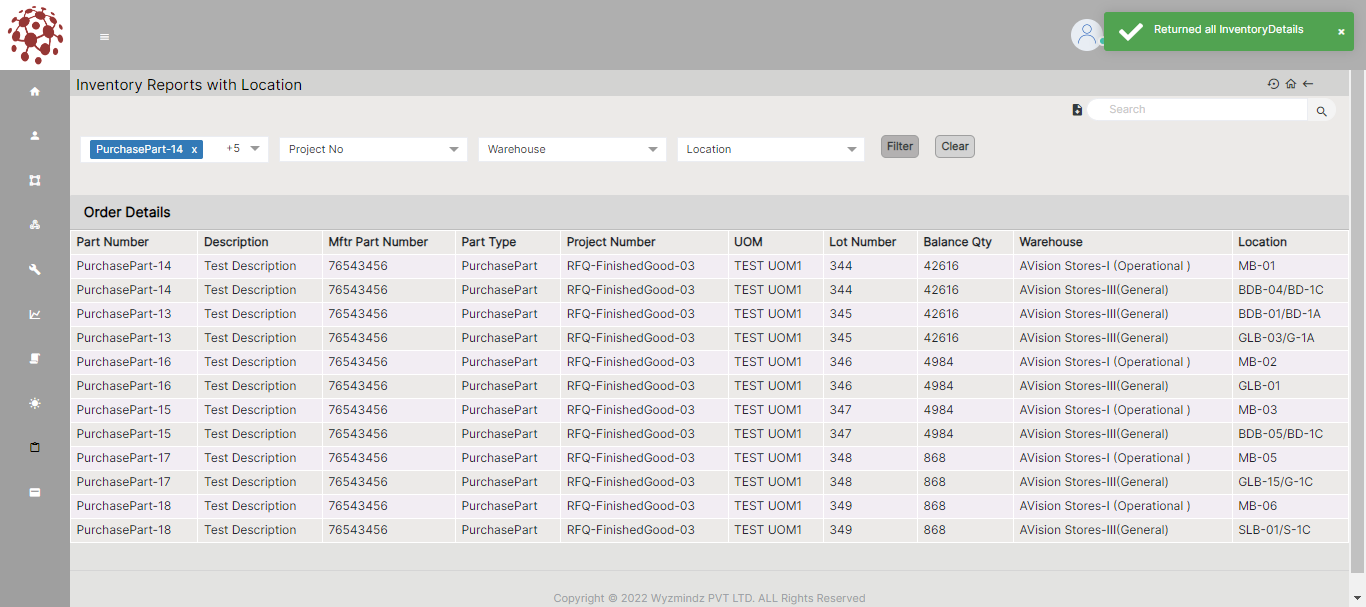 Returned all InventoryDetails ×
Inventory Reports with Location
Search
PurchasePart-14 x +5 Project No Warehouse Location Filter Clear
Order Details
Part Number Description Mftr Part Number Part Type Project Number UOM Lot Number Balance Qty Warehouse Location
PurchasePart-14 Test Description 76543456 PurchasePart RFQ-FinishedGood-03 TEST UOM1 344 42616 AVision Stores-I (Operational ) MB-01
PurchasePart-14 Test Description 76543456 PurchasePart RFQ-FinishedGood-03 TEST UOM1 344 42616 AVision Stores-III(General) BDB-04/BD-1C
PurchasePart-13 Test Description 76543456 PurchasePart RFQ-FinishedGood-03 TEST UOM1 345 42616 AVision Stores-III(General) BDB-01/BD-1A
PurchasePart-13 Test Description 76543456 PurchasePart RFQ-FinishedGood-03 TEST UOM1 345 42616 AVision Stores-III(General) GLB-03/G-1A
PurchasePart-16 Test Description 76543456 PurchasePart RFQ-FinishedGood-03 TEST UOM1 346 4984 AVision Stores-I (Operational ) MB-02
PurchasePart-16 Test Description 76543456 PurchasePart RFQ-FinishedGood-03 TEST UOM1 346 4984 AVision Stores-III(General) GLB-01
PurchasePart-15 Test Description 76543456 PurchasePart RFQ-FinishedGood-03 TEST UOM1 347 4984 AVision Stores-I (Operational ) MB-03
PurchasePart-15 Test Description 76543456 PurchasePart RFQ-FinishedGood-03 TEST UOM1 347 4984 AVision Stores-III(General) BDB-05/BD-1C
PurchasePart-17 Test Description 76543456 PurchasePart RFQ-FinishedGood-03 TEST UOM1 348 868 AVision Stores-I (Operational ) MB-05
PurchasePart-17 Test Description 76543456 PurchasePart RFQ-FinishedGood-03 TEST UOM1 348 868 AVision Stores-III(General) GLB-15/G-1C
PurchasePart-18 Test Description 76543456 PurchasePart RFQ-FinishedGood-03 TEST UOM1 349 868 AVision Stores-I (Operational ) MB-06
PurchasePart-18 Test Description 76543456 PurchasePart RFQ-FinishedGood-03 TEST UOM1 349 868 AVision Stores-III(General) SLB-01/S-1C
Copyright © 2022 Wyzmindz PVT LTD. ALL Rights Reserved